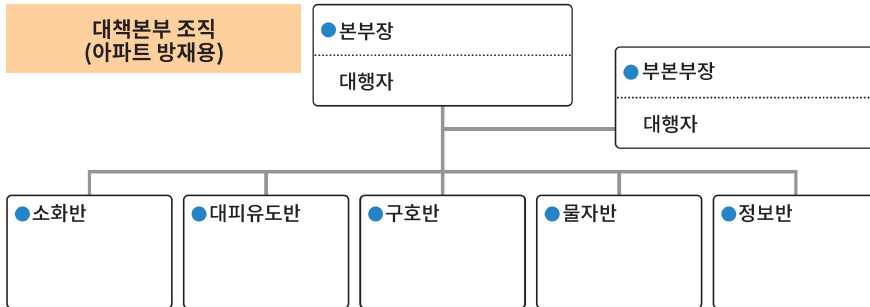 대책본부 조직
(아파트 방재용)
본부장
대행자
부본부장
대행자
소화반
대피유도반
구호반
물자반
정보반